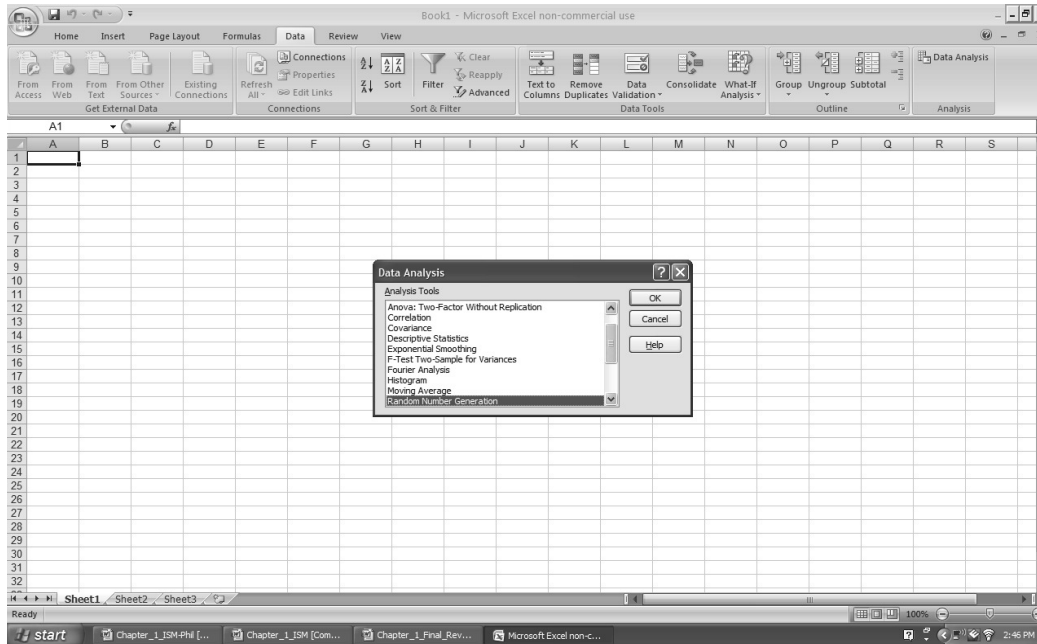 Book1 - Microsoft Excel non-commercial use
Home Insert Page Layout Formulas Data Review View
From Access
From Web
From Text
From Other Sources
Existing Connections
Get External Data
Refresh All
Connections
Properties
Edit Links
Connections
Sort
Filter
Clear
Reapply
Advanced
Sort & Filter
Text to Columns
Remove Duplicates
Data Validation
Consolidate
What-If Analysis
Data Tools
Group
Ungroup
Subtotal
Outline
Data Analysis
Analysis
A1 fx
A B C D E F G H I J K L M N O P Q R S
1
2
3
4
5
6
7
8
9
10
11
12
13
14
15
16
17
18
19
20
21
22
23
24
25
26
27
28
29
30
31
32
Data Analysis
Analysis Tools
Anova: Two-Factor Without Replication
Correlation
Covariance
Descriptive Statistics
Exponential Smoothing
F-Test Two-Sample for Variances
Fourier Analysis
Histogram
Moving Average
Random Number Generation
OK
Cancel
Help
Sheet1 Sheet2 Sheet3
Ready 100%
start Chapter_1_ISM-Phil [... Chapter_1_ISM [Com... Chapter_1_Final_Rev... Microsoft Excel non-c... 2:46 PM